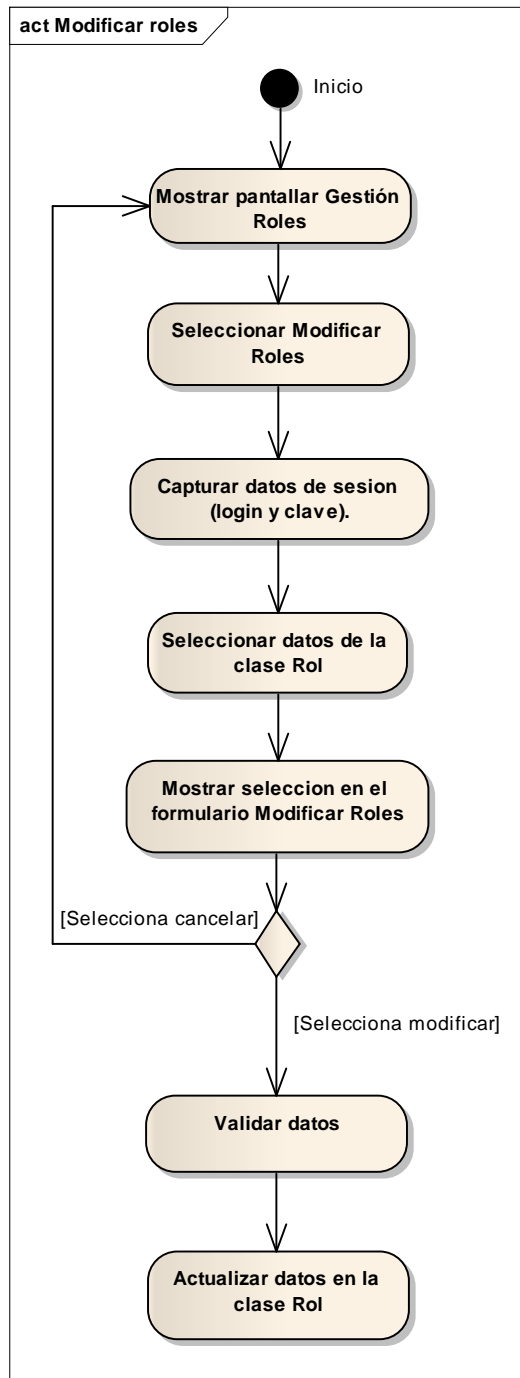 act Modificar roles
Inicio
Mostrar pantallar Gestión
Roles
Seleccionar Modificar
Roles
Capturar datos de sesion
(login y clave).
Seleccionar datos de la
clase Rol
Mostrar seleccion en el
formulario Modificar Roles
[Selecciona cancelar]
[Selecciona modificar]
Validar datos
Actualizar datos en la
clase Rol